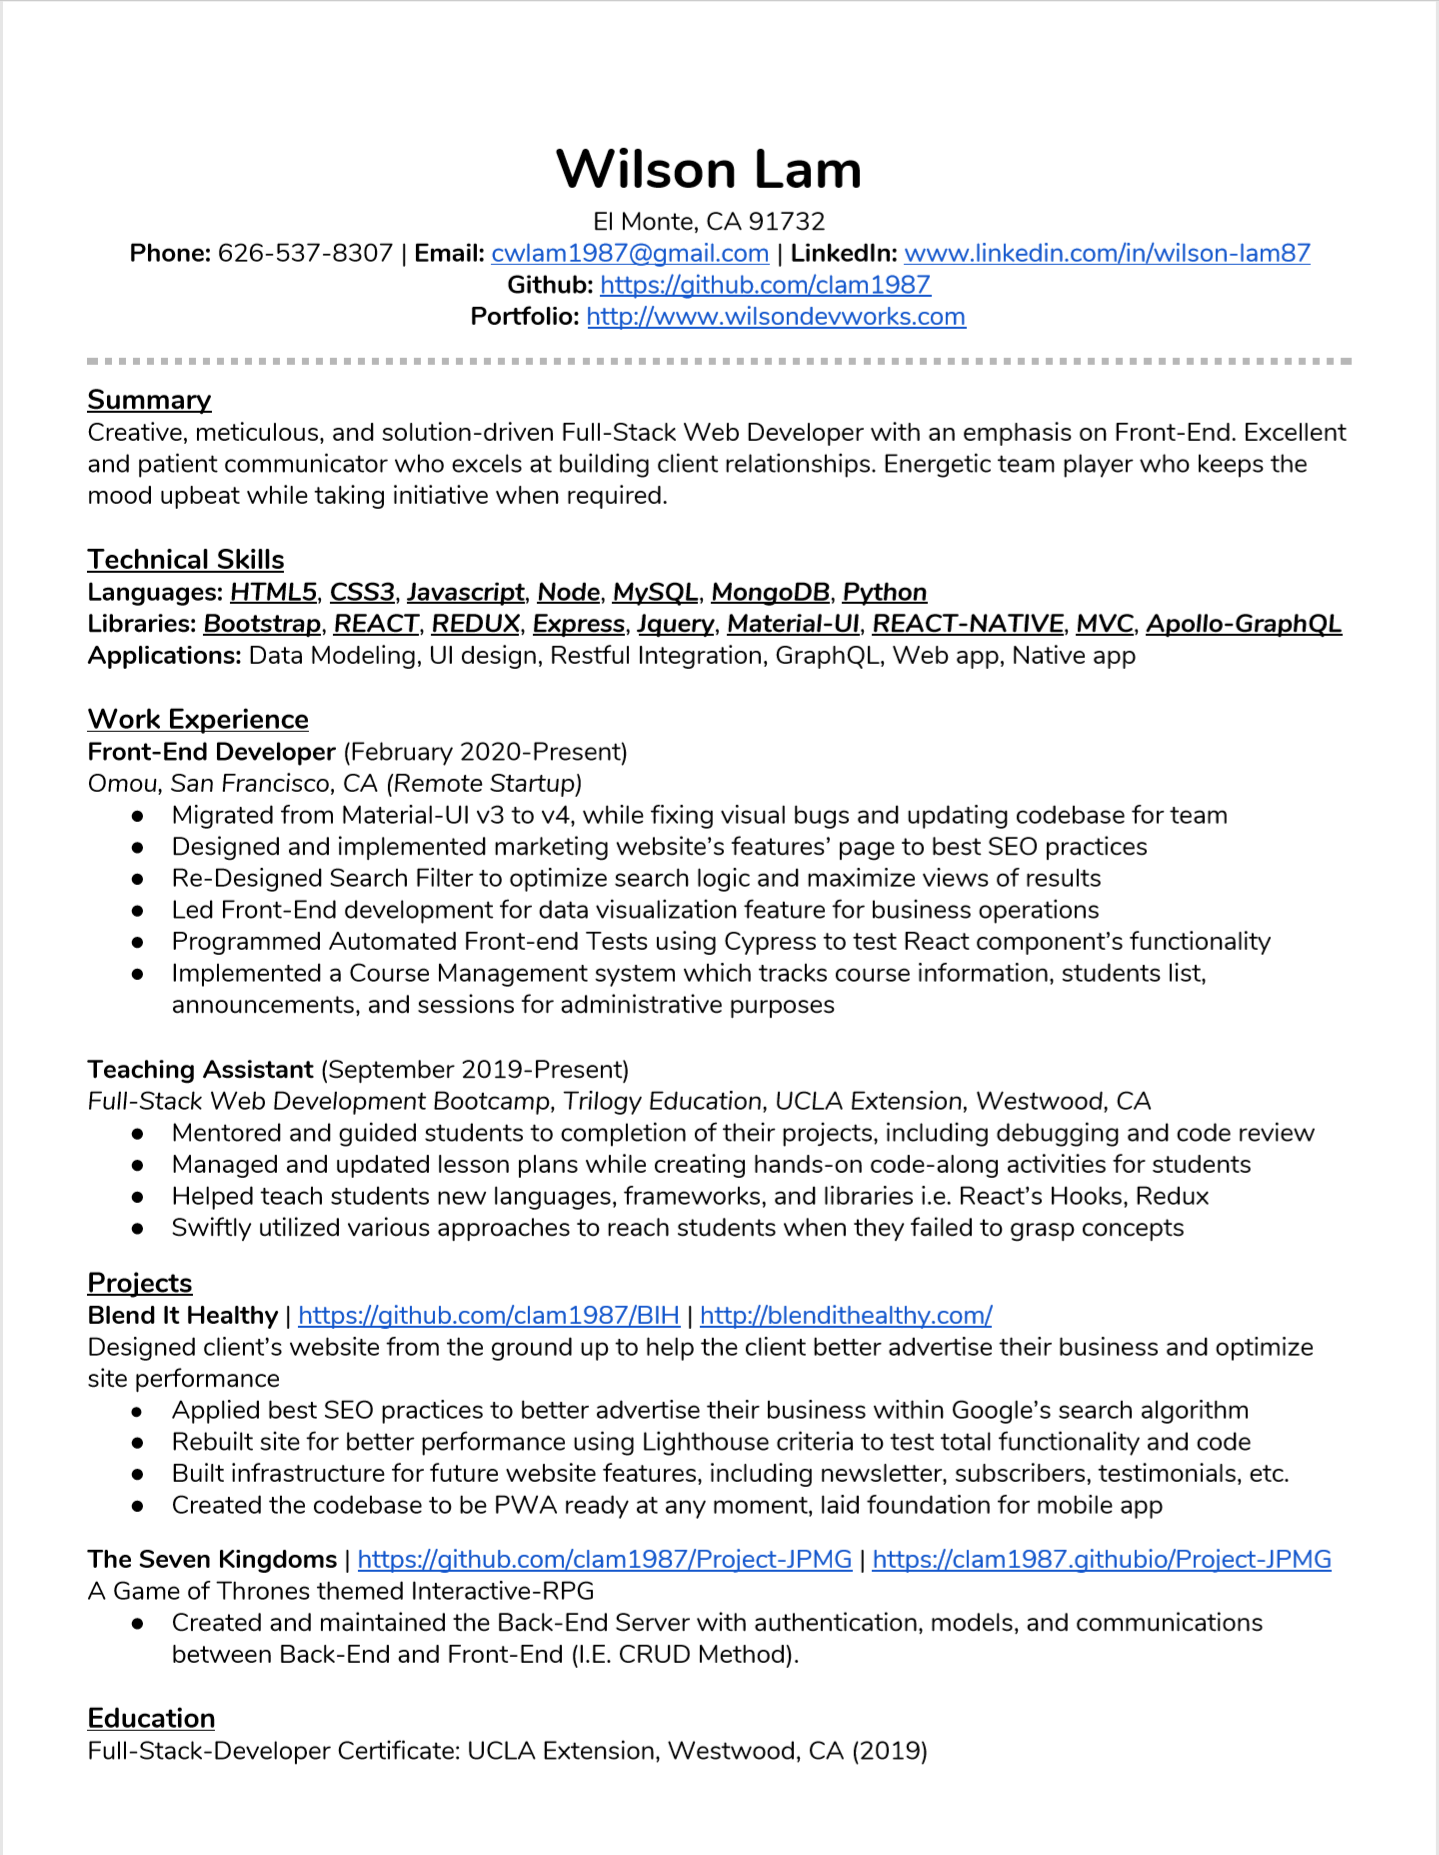 Wilson Lam
El Monte, CA 91732
Phone: 626-537-8307 | Email: cwlam1987@gmail.com | LinkedIn: www.linkedin.com/in/wilson-lam87
Github: https://github.com/clam1987
Portfolio: http://www.wilsondevworks.com
Summary
Creative, meticulous, and solution-driven Full-Stack Web Developer with an emphasis on Front-End. Excellent
and patient communicator who excels at building client relationships. Energetic team player who keeps the
mood upbeat while taking initiative when required.
Technical Skills
Languages: HTML5, CSS3, Javascript, Node, MySQL, MongoDB, Python
Libraries: Bootstrap, REACT, REDUX, Express, Jquery, Material-UI, REACT-NATIVE, MVC, Apollo-GraphQL
Applications: Data Modeling, UI design, Restful Integration, GraphQL, Web app, Native app
Work Experience
Front-End Developer (February 2020-Present)
Omou, San Francisco, CA (Remote Startup)
● Migrated from Material-UI v3 to v4, while fixing visual bugs and updating codebase for team
● Designed and implemented marketing website’s features’ page to best SEO practices
● Re-Designed Search Filter to optimize search logic and maximize views of results
● Led Front-End development for data visualization feature for business operations
● Programmed Automated Front-end Tests using Cypress to test React component’s functionality
● Implemented a Course Management system which tracks course information, students list,
announcements, and sessions for administrative purposes
Teaching Assistant (September 2019-Present)
Full-Stack Web Development Bootcamp, Trilogy Education, UCLA Extension, Westwood, CA
● Mentored and guided students to completion of their projects, including debugging and code review
● Managed and updated lesson plans while creating hands-on code-along activities for students
● Helped teach students new languages, frameworks, and libraries i.e. React’s Hooks, Redux
● Swiftly utilized various approaches to reach students when they failed to grasp concepts
Projects
Blend It Healthy | https://github.com/clam1987/BIH | http://blendithealthy.com/
Designed client’s website from the ground up to help the client better advertise their business and optimize
site performance
● Applied best SEO practices to better advertise their business within Google’s search algorithm
● Rebuilt site for better performance using Lighthouse criteria to test total functionality and code
● Built infrastructure for future website features, including newsletter, subscribers, testimonials, etc.
● Created the codebase to be PWA ready at any moment, laid foundation for mobile app
The Seven Kingdoms | https://github.com/clam1987/Project-JPMG | https://clam1987.githubio/Project-JPMG
A Game of Thrones themed Interactive-RPG
● Created and maintained the Back-End Server with authentication, models, and communications
between Back-End and Front-End (I.E. CRUD Method).
Education
Full-Stack-Developer Certificate: UCLA Extension, Westwood, CA (2019)